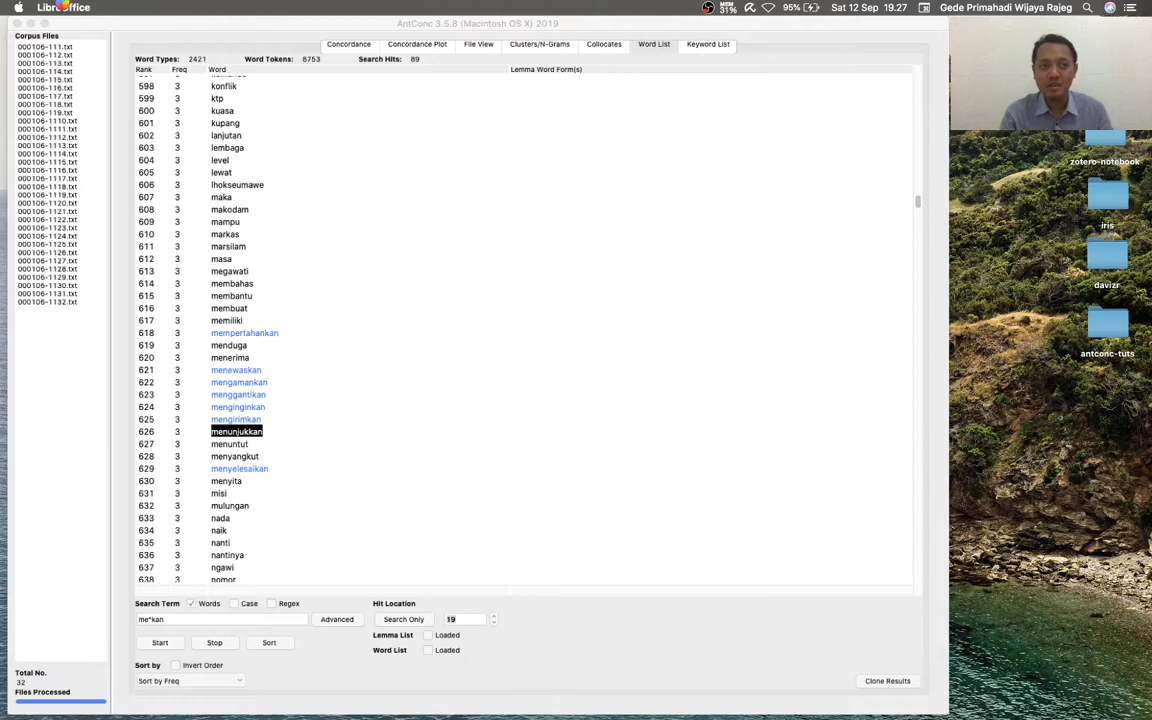 LibreOffice
MEM 31%
95%
Sat 12 Sep 19.27
Gede Primahadi Wijaya Rajeg
AntConc 3.5.8 (Macintosh OS X) 2019
Corpus Files
000106-111.txt
000106-112.txt
000106-113.txt
000106-114.txt
000106-115.txt
000106-116.txt
000106-117.txt
000106-118.txt
000106-119.txt
000106-1110.txt
000106-1111.txt
000106-1112.txt
000106-1113.txt
000106-1114.txt
000106-1115.txt
000106-1116.txt
000106-1117.txt
000106-1118.txt
000106-1119.txt
000106-1120.txt
000106-1121.txt
000106-1122.txt
000106-1123.txt
000106-1124.txt
000106-1125.txt
000106-1126.txt
000106-1127.txt
000106-1128.txt
000106-1129.txt
000106-1130.txt
000106-1131.txt
000106-1132.txt
Total No.
32
Files Processed
Concordance Concordance Plot File View Clusters/N-Grams Collocates Word List Keyword List
Word Types: 2421 Word Tokens: 8753 Search Hits: 89
Rank Freq Word Lemma Word Form(s)
598 3 konflik
599 3 ktp
600 3 kuasa
601 3 kupang
602 3 lanjutan
603 3 lembaga
604 3 level
605 3 lewat
606 3 lhokseumawe
607 3 maka
608 3 makodam
609 3 mampu
610 3 markas
611 3 marsilam
612 3 masa
613 3 megawati
614 3 membahas
615 3 membantu
616 3 membuat
617 3 memiliki
618 3 mempertahankan
619 3 menduga
620 3 menerima
621 3 menewaskan
622 3 mengamankan
623 3 menggantikan
624 3 menginginkan
625 3 mengirimkan
626 3 menunjukkan
627 3 menuntut
628 3 menyangkut
629 3 menyelesaikan
630 3 menyita
631 3 misi
632 3 mulungan
633 3 nada
634 3 naik
635 3 nanti
636 3 nantinya
637 3 ngawi
638 3 nomor
Search Term Words Case Regex Hit Location
me*kan Advanced Search Only 19
Lemma List Loaded
Start Stop Sort Word List Loaded
Sort by Invert Order
Sort by Freq Clone Results
zotero-notebook
iris
davizr
antconc-tuts